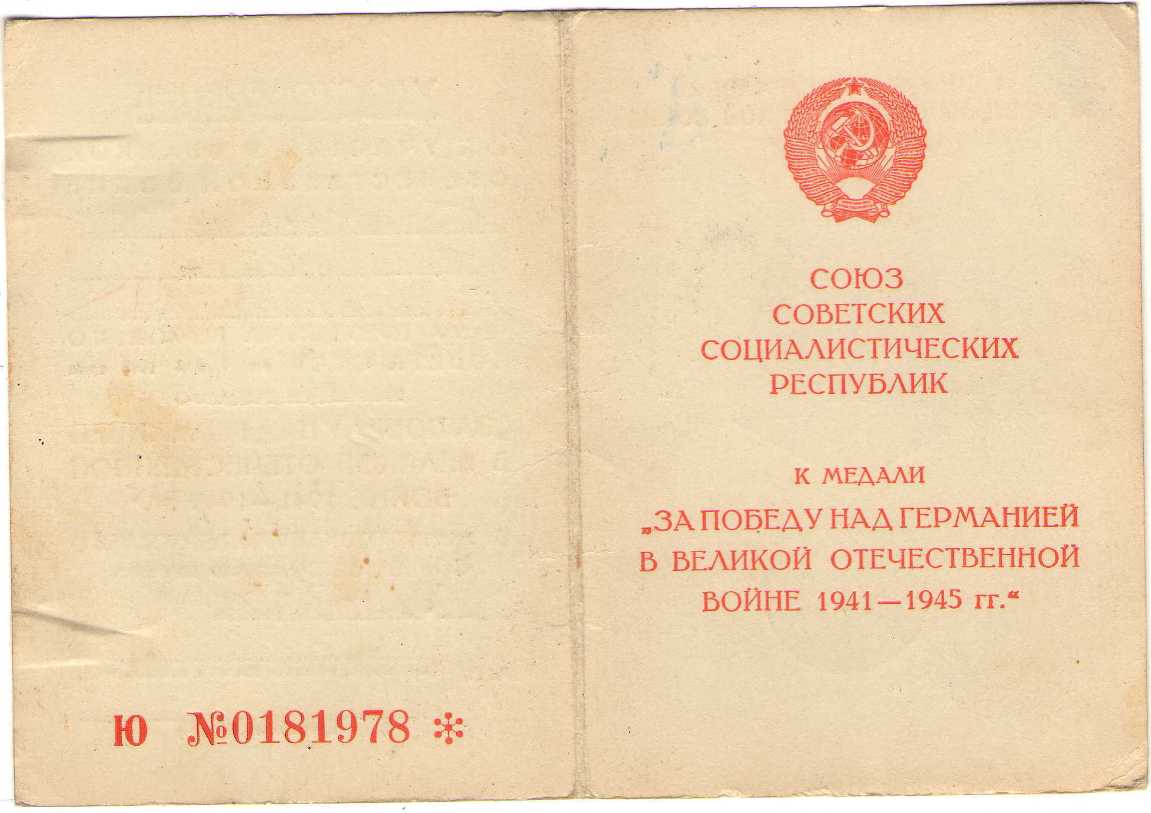 Ю №0181978
СОЮЗ
СОВЕТСКИХ
СОЦИАЛИСТИЧЕСКИХ
РЕСПУБЛИК
К МЕДАЛИ
„ЗА ПОБЕДУ НАД ГЕРМАНИЕЙ
В ВЕЛИКОЙ ОТЕЧЕСТВЕННОЙ
ВОЙНЕ 1941—1945 гг.“